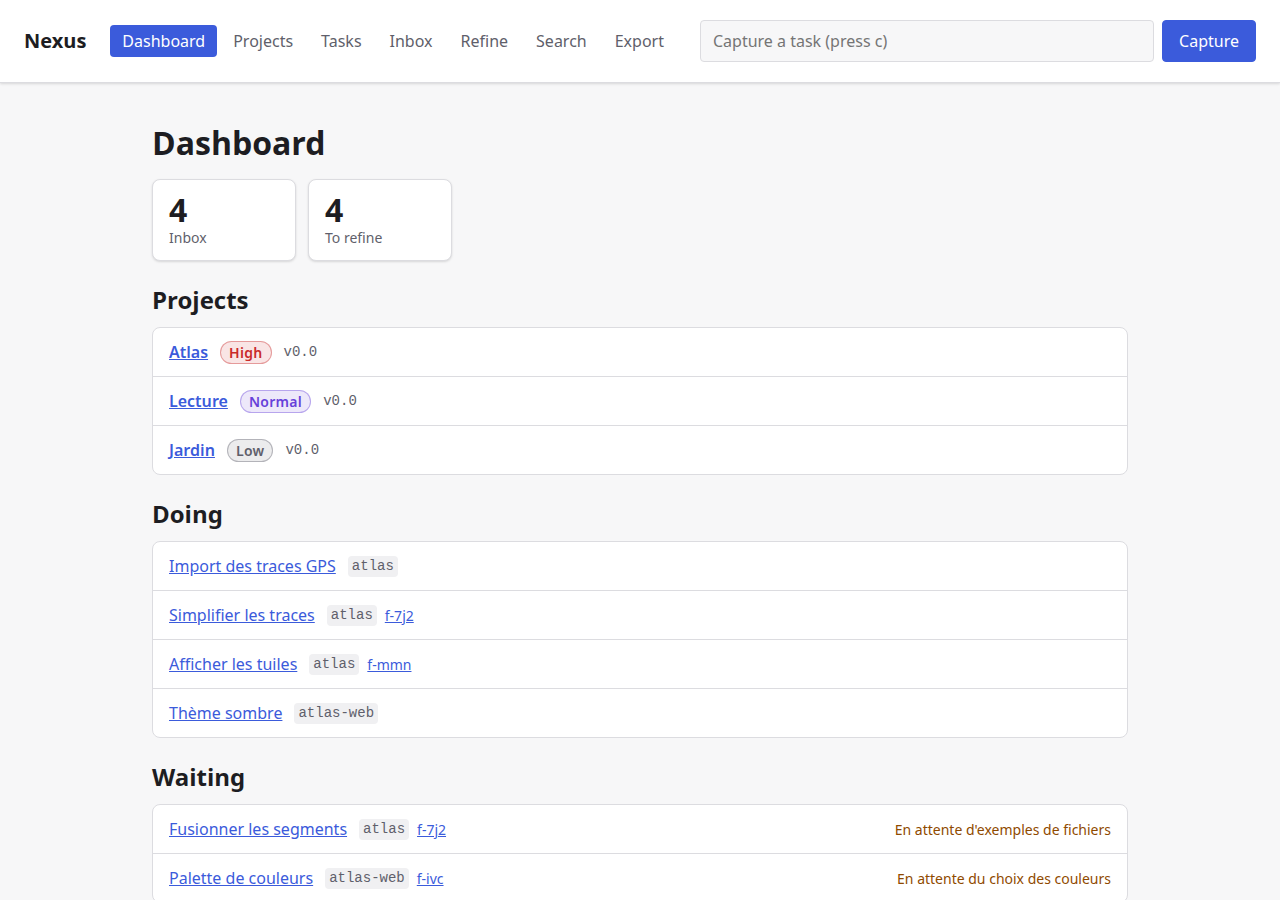 Nexus Dashboard Projects Tasks Inbox Refine Search Export Capture a task (press c) Capture
Dashboard
4 4
Inbox To refine
Projects
Atlas High v0.0
Lecture Normal v0.0
Jardin Low v0.0
Doing
Import des traces GPS atlas
Simplifier les traces atlas f-7j2
Afficher les tuiles atlas f-mmn
Thème sombre atlas-web
Waiting
Fusionner les segments atlas f-7j2 En attente d'exemples de fichiers
Palette de couleurs atlas-web f-ivc En attente du choix des couleurs